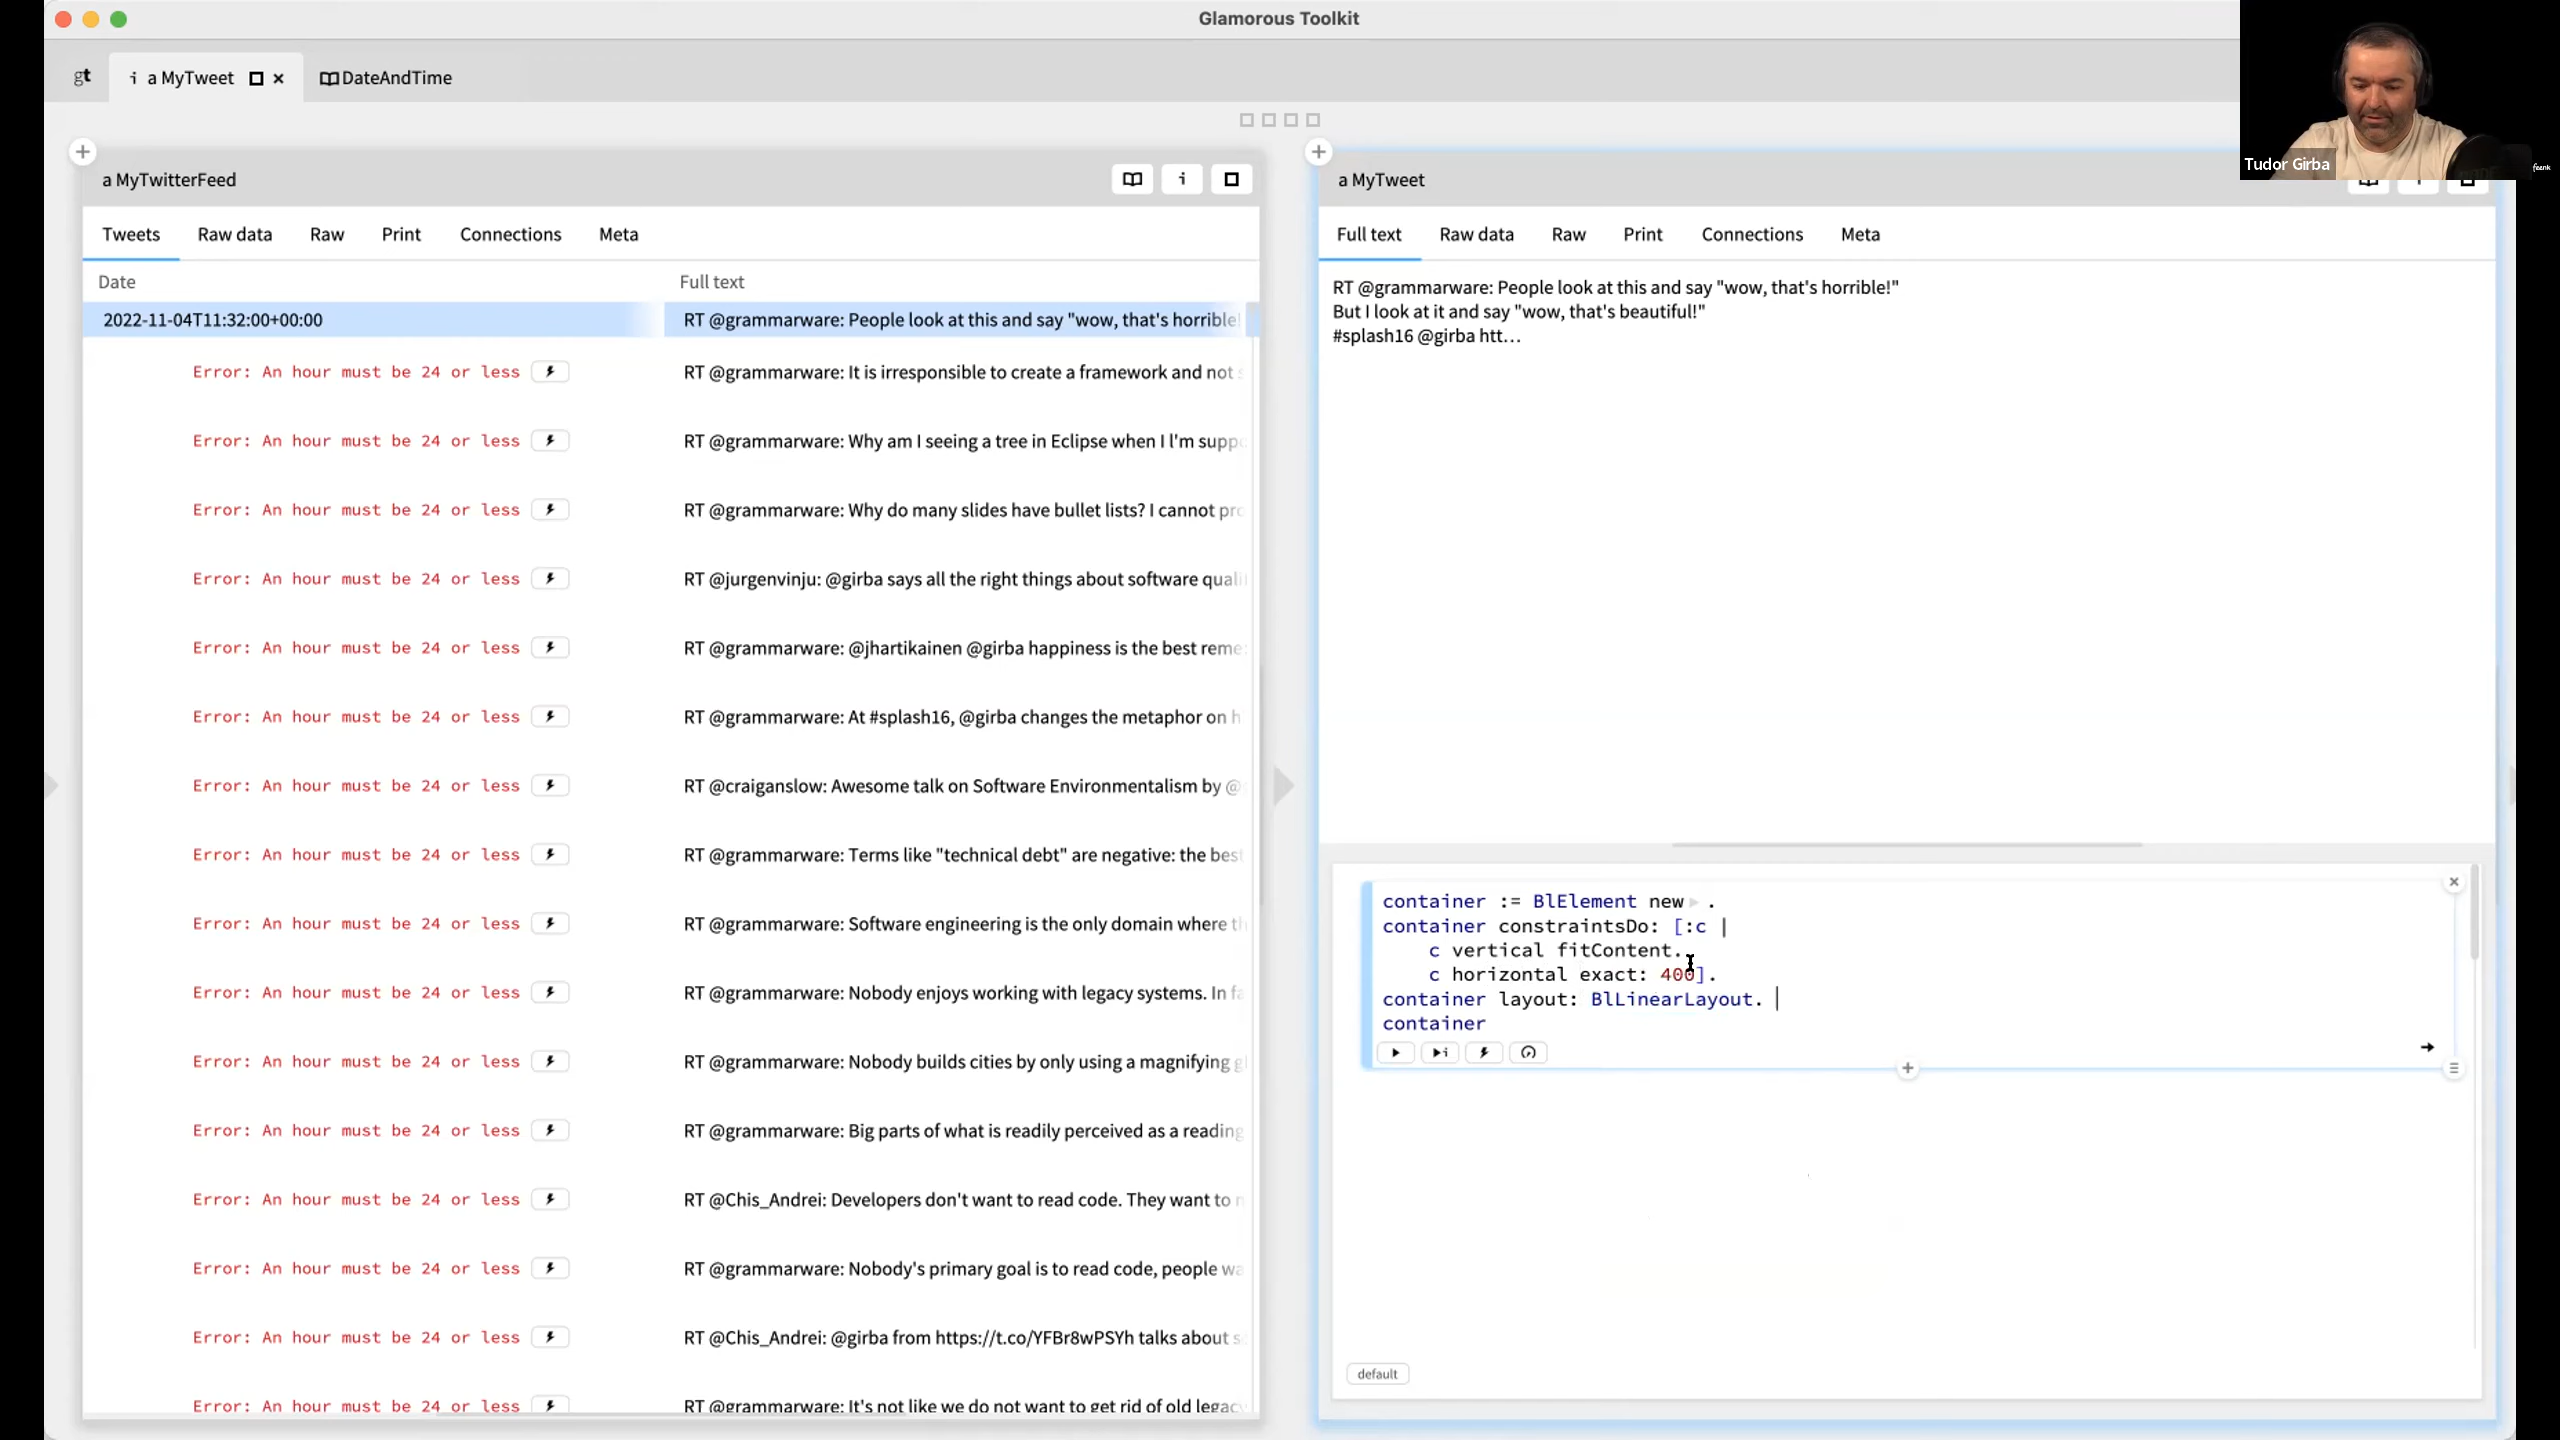 Glamorous Toolkit
gt
i a MyTweet
DateAndTime
Tudor Girba
feenk
a MyTwitterFeed
i
Tweets Raw data Raw Print Connections Meta
Date Full text
2022-11-04T11:32:00+00:00 RT @grammarware: People look at this and say "wow, that's horrible!
Error: An hour must be 24 or less RT @grammarware: It is irresponsible to create a framework and not s
Error: An hour must be 24 or less RT @grammarware: Why am I seeing a tree in Eclipse when I I'm suppo
Error: An hour must be 24 or less RT @grammarware: Why do many slides have bullet lists? I cannot pro
Error: An hour must be 24 or less RT @jurgenvinju: @girba says all the right things about software quali
Error: An hour must be 24 or less RT @grammarware: @jhartikainen @girba happiness is the best reme
Error: An hour must be 24 or less RT @grammarware: At #splash16, @girba changes the metaphor on h
Error: An hour must be 24 or less RT @craiganslow: Awesome talk on Software Environmentalism by @
Error: An hour must be 24 or less RT @grammarware: Terms like "technical debt" are negative: the best
Error: An hour must be 24 or less RT @grammarware: Software engineering is the only domain where th
Error: An hour must be 24 or less RT @grammarware: Nobody enjoys working with legacy systems. In fa
Error: An hour must be 24 or less RT @grammarware: Nobody builds cities by only using a magnifying g
Error: An hour must be 24 or less RT @grammarware: Big parts of what is readily perceived as a reading
Error: An hour must be 24 or less RT @Chis_Andrei: Developers don't want to read code. They want to
Error: An hour must be 24 or less RT @grammarware: Nobody's primary goal is to read code, people wa
Error: An hour must be 24 or less RT @Chis_Andrei: @girba from https://t.co/YFBr8wPSYh talks about s
Error: An hour must be 24 or less RT @grammarware: It's not like we do not want to get rid of old legac
a MyTweet
Full text Raw data Raw Print Connections Meta
RT @grammarware: People look at this and say "wow, that's horrible!"
But I look at it and say "wow, that's beautiful!"
#splash16 @girba htt…
container := BlElement new .
container constraintsDo: [:c |
c vertical fitContent.
c horizontal exact: 400].
container layout: BlLinearLayout.
container
i
default